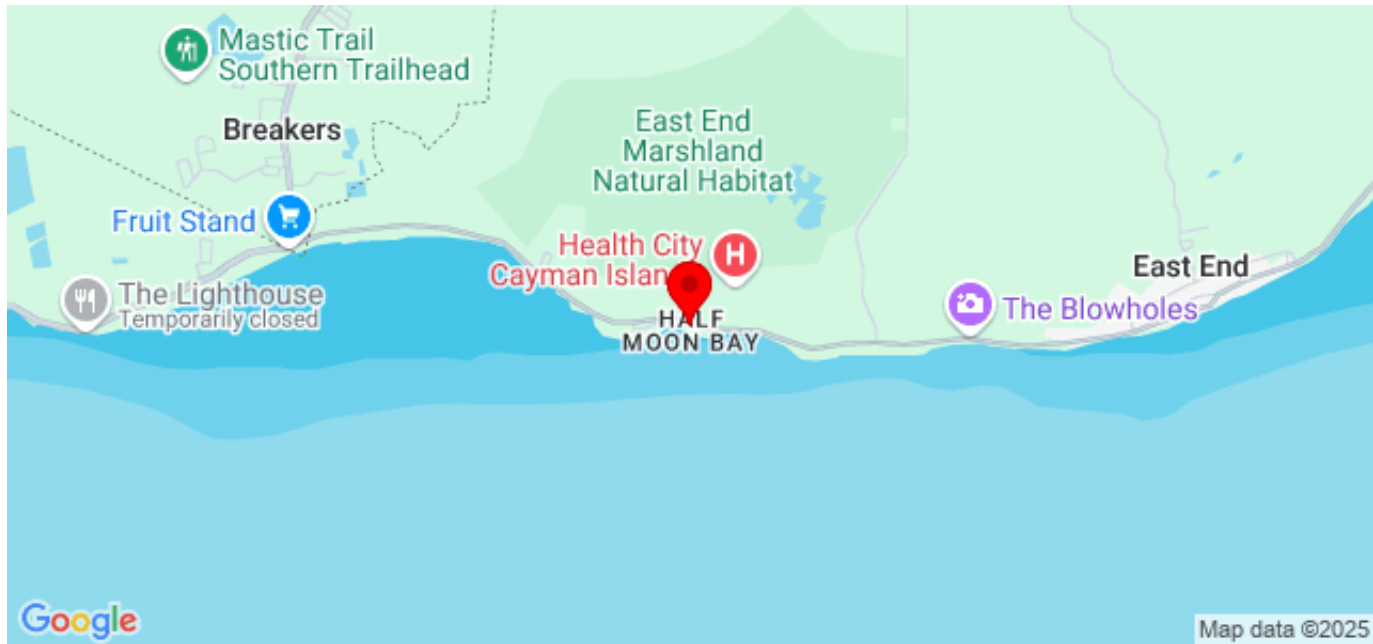 Mastic Trail
Southern Trailhead
Breakers
East End
Marshland
Natural Habitat
Fruit Stand
Health City
Cayman Islan
East End
The Lighthouse
Temporarily closed
The Blowholes
HALF
MOON BAY
Google
Map data ©2025